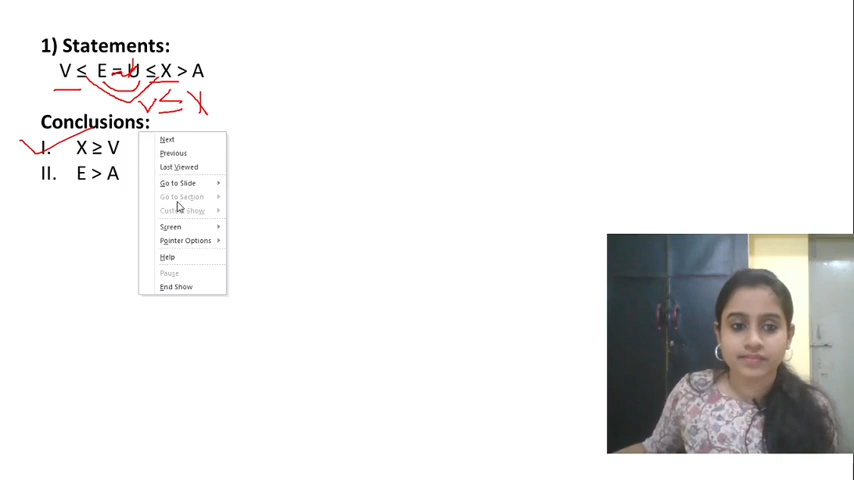 1) Statements:
V ≤ E = U ≤ X > A
V ≤ X
Conclusions:
I. X ≥ V
II. E > A
Next
Previous
Last Viewed
Go to Slide
Go to Section
Custom Show
Screen
Pointer Options
Help
Pause
End Show